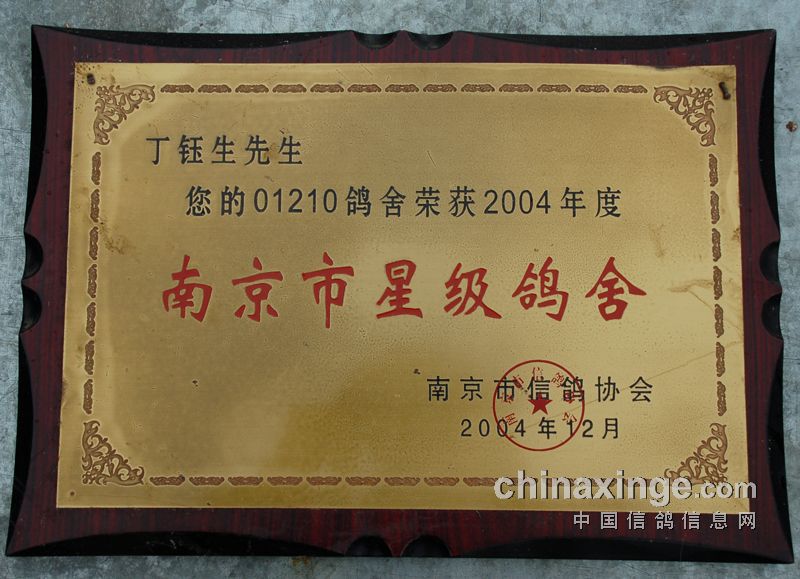 丁钰生先生
您的01210鸽舍荣获2004年度
南京市星级鸽舍
南京市信鸽协会
2004年12月
chinaxinge.com
中国信鸽信息网